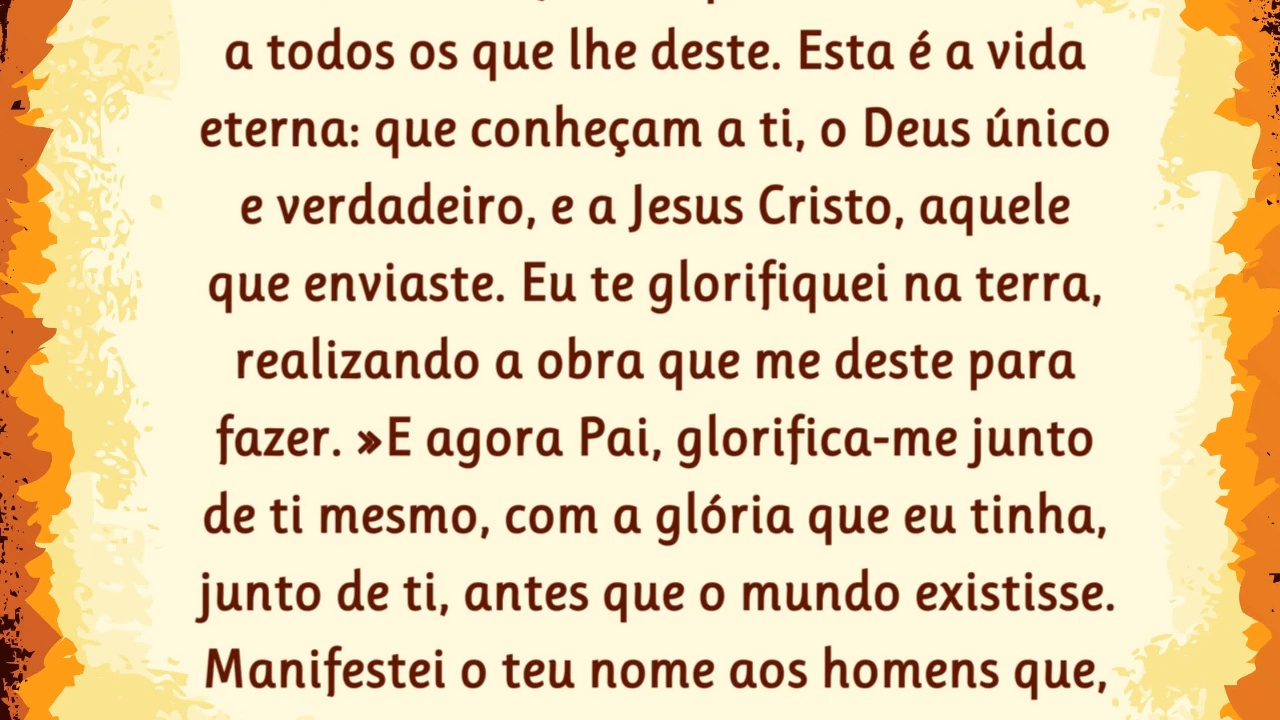 a todos os que lhe deste. Esta é a vida
eterna: que conheçam a ti, o Deus único
e verdadeiro, e a Jesus Cristo, aquele
que enviaste. Eu te glorifiquei na terra,
realizando a obra que me deste para
fazer. »E agora Pai, glorifica-me junto
de ti mesmo, com a glória que eu tinha,
junto de ti, antes que o mundo existisse.
Manifestei o teu nome aos homens que,